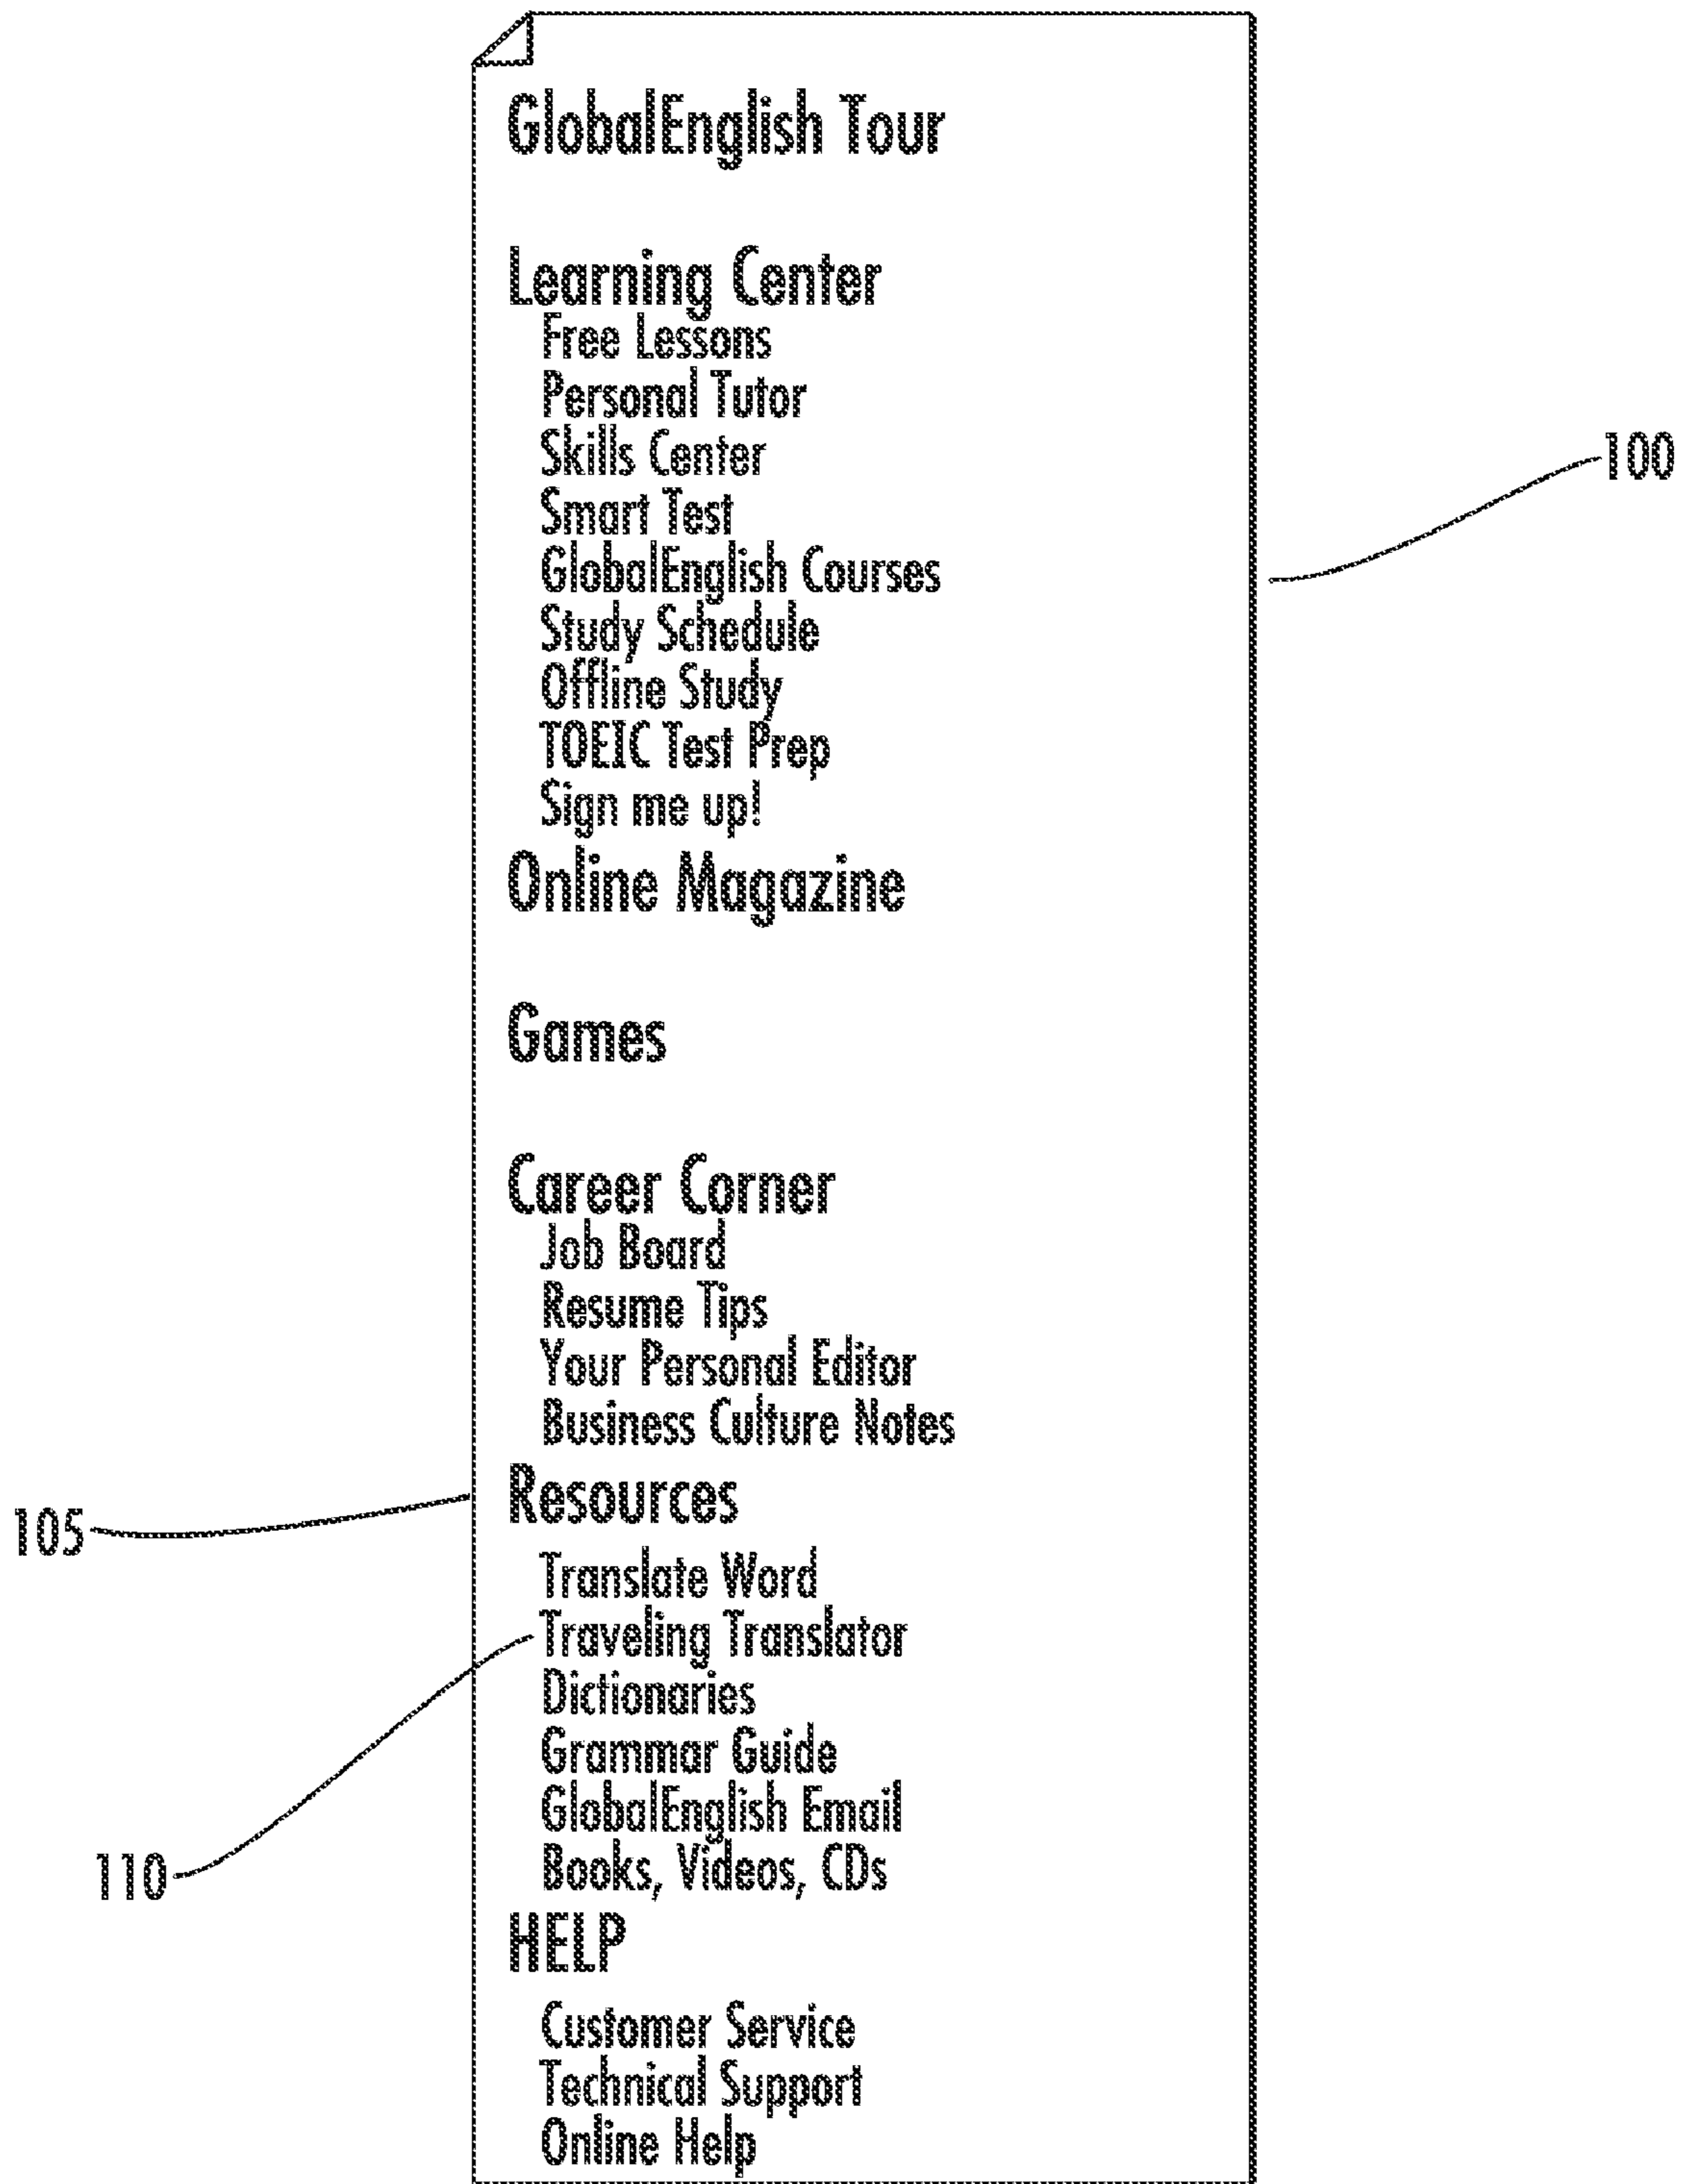 GlobalEnglish Tour
Learning Center
Free Lessons
Personal Tutor
Skills Center
100
Smart Test
GlobalEnglish Courses
Study Schedule
Offline Study
TOEIC Test Prep
Sign me up!
Online Magazine
Games
Career Corner
Job Board
Resume Tips
Your Personal Editor
Business Culture Notes
Resources
105
Translate Word
Traveling Translator
Dictionaries
Grammar Guide
GlobalEnglish Email
Books, Videos, CDs
110
HELP
Customer Service
Technical Support
Online Help